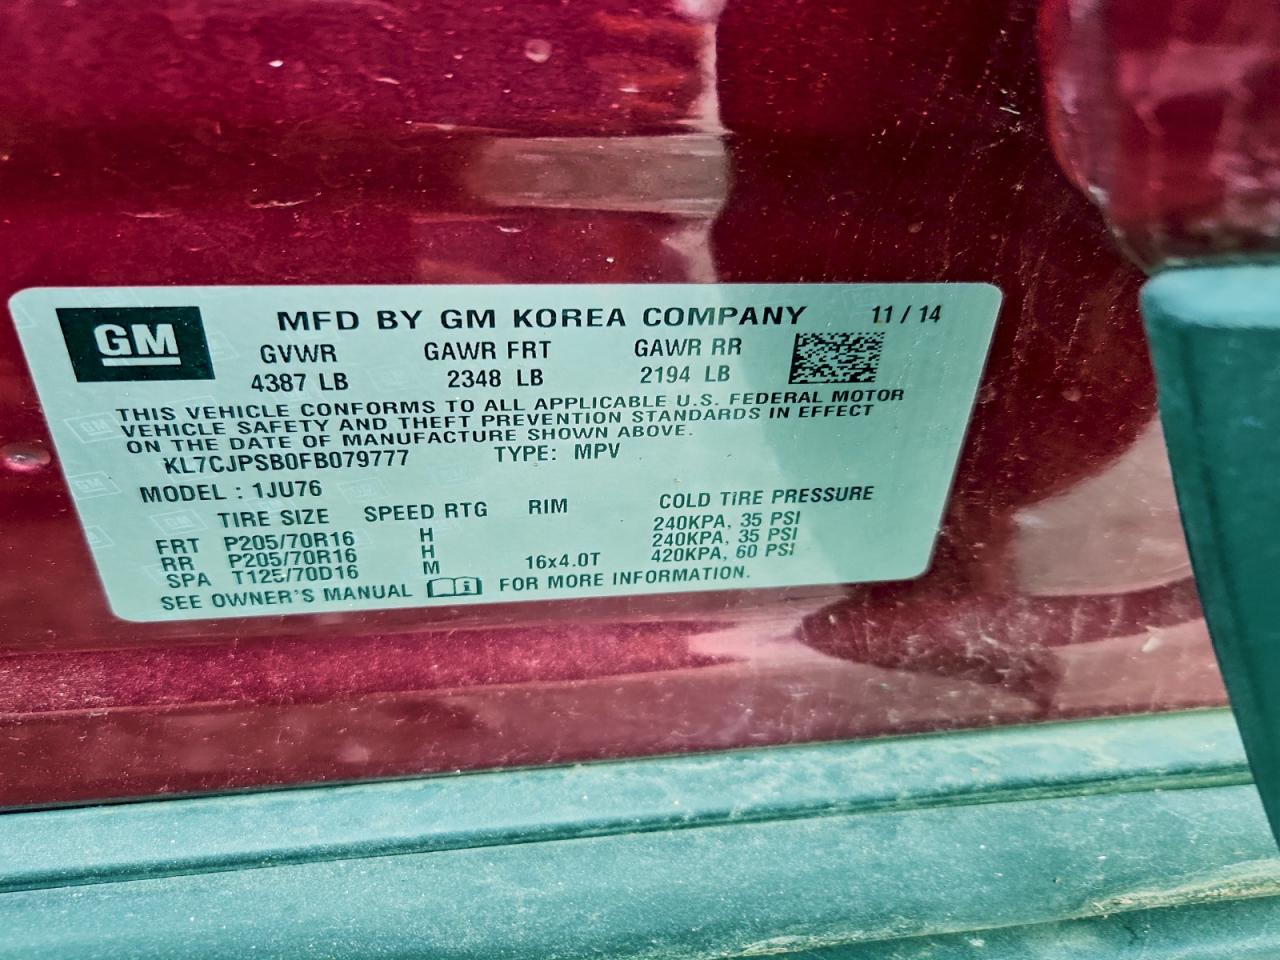 GM
MFD BY GM KOREA COMPANY 11 / 14
GVWR GAWR FRT GAWR RR
4387 LB 2348 LB 2194 LB
THIS VEHICLE CONFORMS TO ALL APPLICABLE U.S. FEDERAL MOTOR
VEHICLE SAFETY AND THEFT PREVENTION STANDARDS IN EFFECT
ON THE DATE OF MANUFACTURE SHOWN ABOVE.
KL7CJPSB0FB079777 TYPE: MPV
MODEL : 1JU76
TIRE SIZE SPEED RTG RIM COLD TIRE PRESSURE
FRT P205/70R16 H 240KPA, 35 PSI
RR P205/70R16 H 240KPA, 35 PSI
SPA T125/70D16 M 16x4.0T 420KPA, 60 PSI
SEE OWNER'S MANUAL FOR MORE INFORMATION.